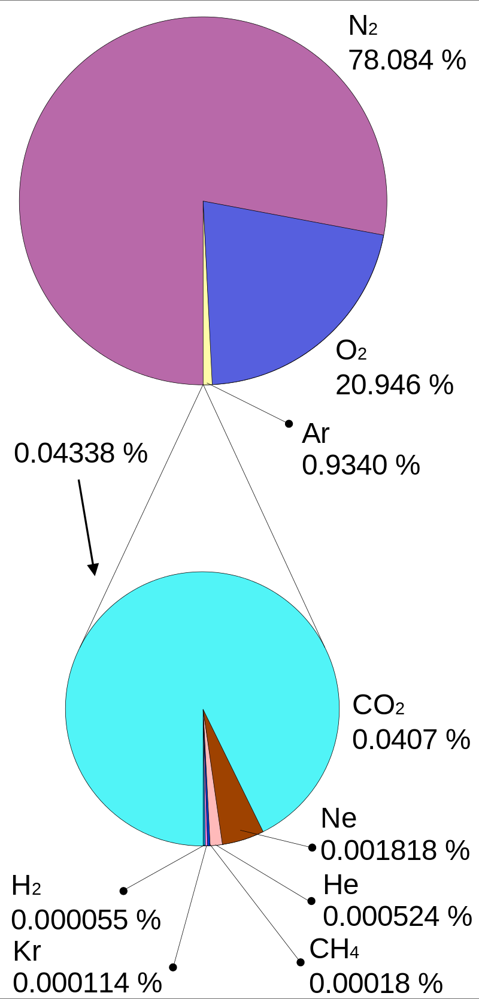 N₂
78.084 %
O₂
20.946 %
Ar
0.9340 %
0.04338 %
CO₂
0.0407 %
Ne
0.001818 %
He
0.000524 %
CH₄
0.00018 %
H₂
0.000055 %
Kr
0.000114 %